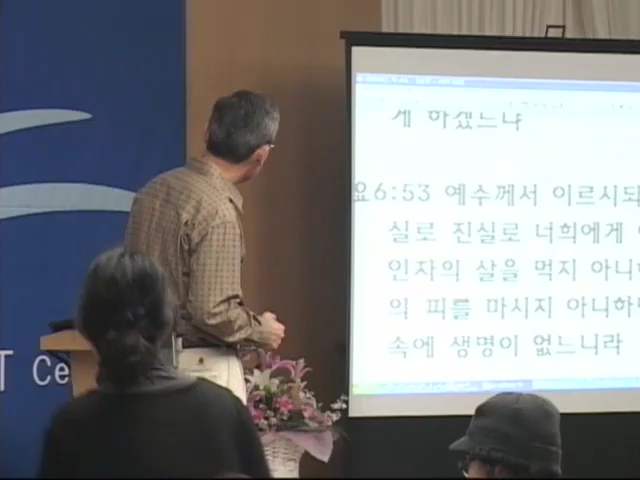 게 하겠느냐
요6:53 예수께서 이르시되
실로 진실로 너희에게
인자의 살을 먹지 아니
의 피를 마시지 아니하
속에 생명이 없느니라
T Ce